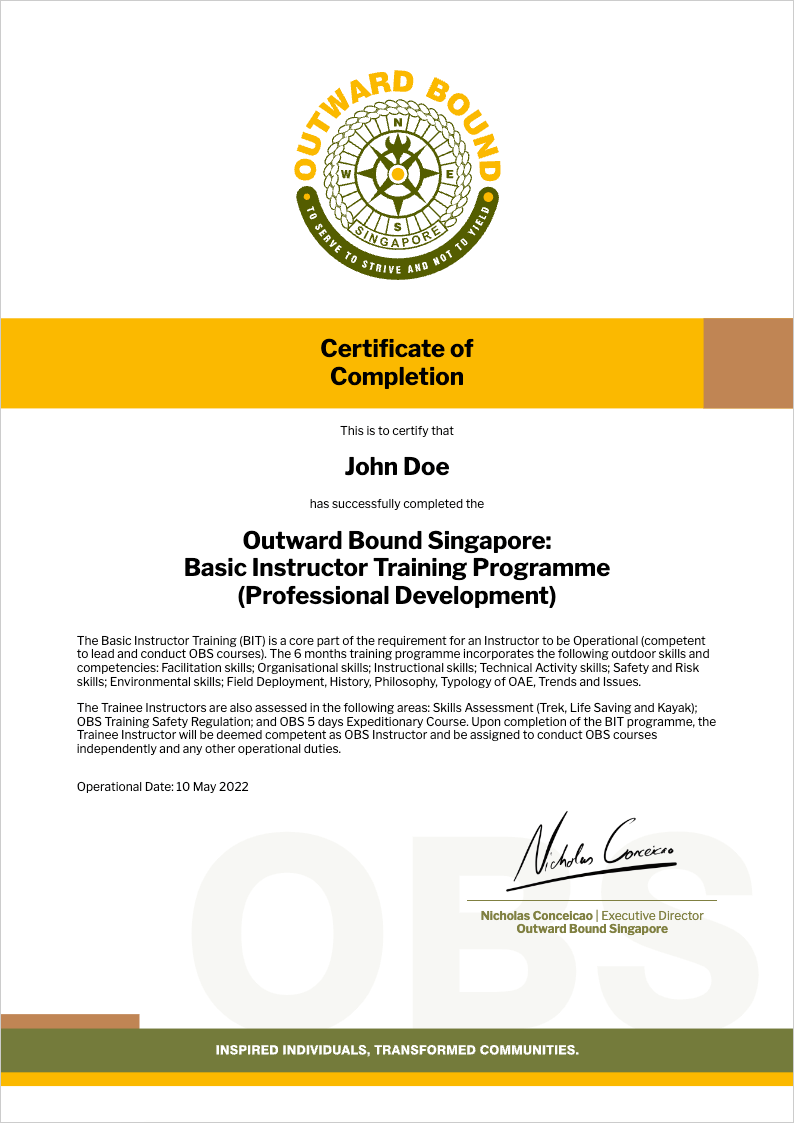 OUTWARD BOUND
N
W
E
S
SINGAPORE
TO SERVE TO STRIVE AND NOT TO YIELD
Certificate of
Completion
This is to certify that
John Doe
has successfully completed the
Outward Bound Singapore:
Basic Instructor Training Programme
(Professional Development)
The Basic Instructor Training (BIT) is a core part of the requirement for an Instructor to be Operational (competent
to lead and conduct OBS courses). The 6 months training programme incorporates the following outdoor skills and
competencies: Facilitation skills; Organisational skills; Instructional skills; Technical Activity skills; Safety and Risk
skills; Environmental skills; Field Deployment, History, Philosophy, Typology of OAE, Trends and Issues.
The Trainee Instructors are also assessed in the following areas: Skills Assessment (Trek, Life Saving and Kayak);
OBS Training Safety Regulation; and OBS 5 days Expeditionary Course. Upon completion of the BIT programme, the
Trainee Instructor will be deemed competent as OBS Instructor and be assigned to conduct OBS courses
independently and any other operational duties.
Operational Date: 10 May 2022
Nicholas Conceicao
OBS
Nicholas Conceicao | Executive Director
Outward Bound Singapore
INSPIRED INDIVIDUALS, TRANSFORMED COMMUNITIES.